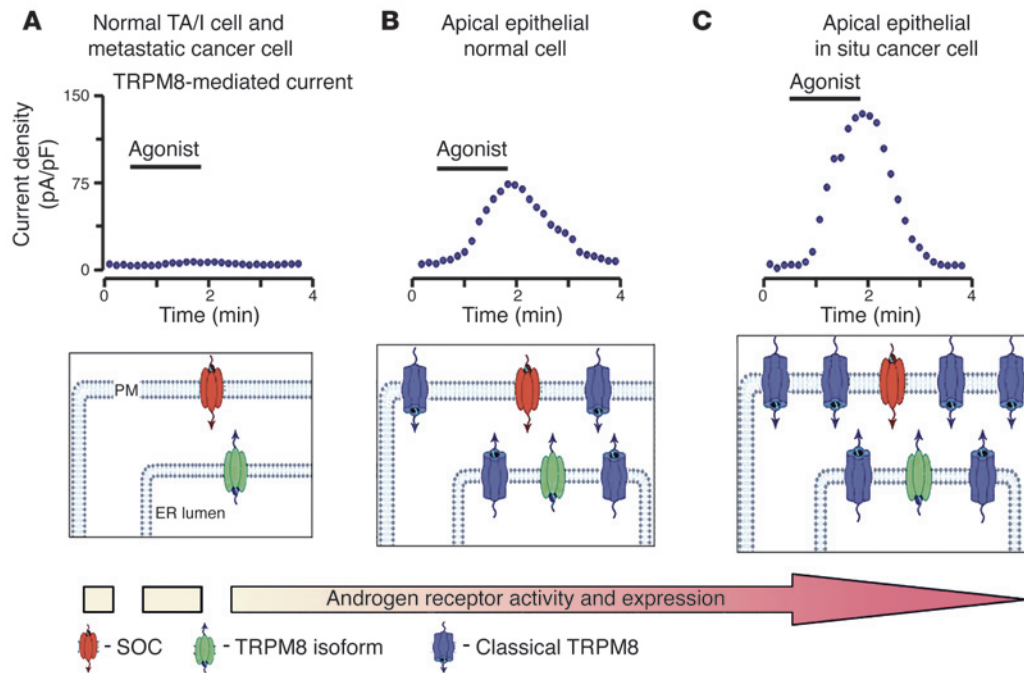 A
Normal TA/I cell and
metastatic cancer cell
TRPM8-mediated current
B
Apical epithelial
normal cell
C
Apical epithelial
in situ cancer cell
Current density
(pA/pF)
150
75
0
Agonist
0 2 4
Time (min)
Agonist
0 2 4
Time (min)
Agonist
0 2 4
Time (min)
PM
ER lumen
Androgen receptor activity and expression
- SOC
- TRPM8 isoform
- Classical TRPM8